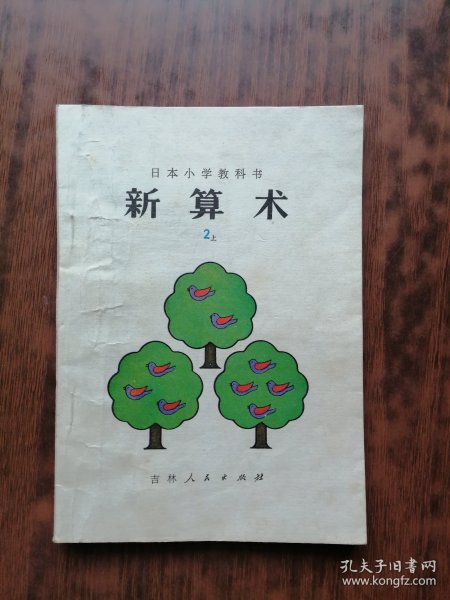 日本小学教科书
新算术
2上
吉林人民出版社
孔夫子旧书网
www.kongfz.com